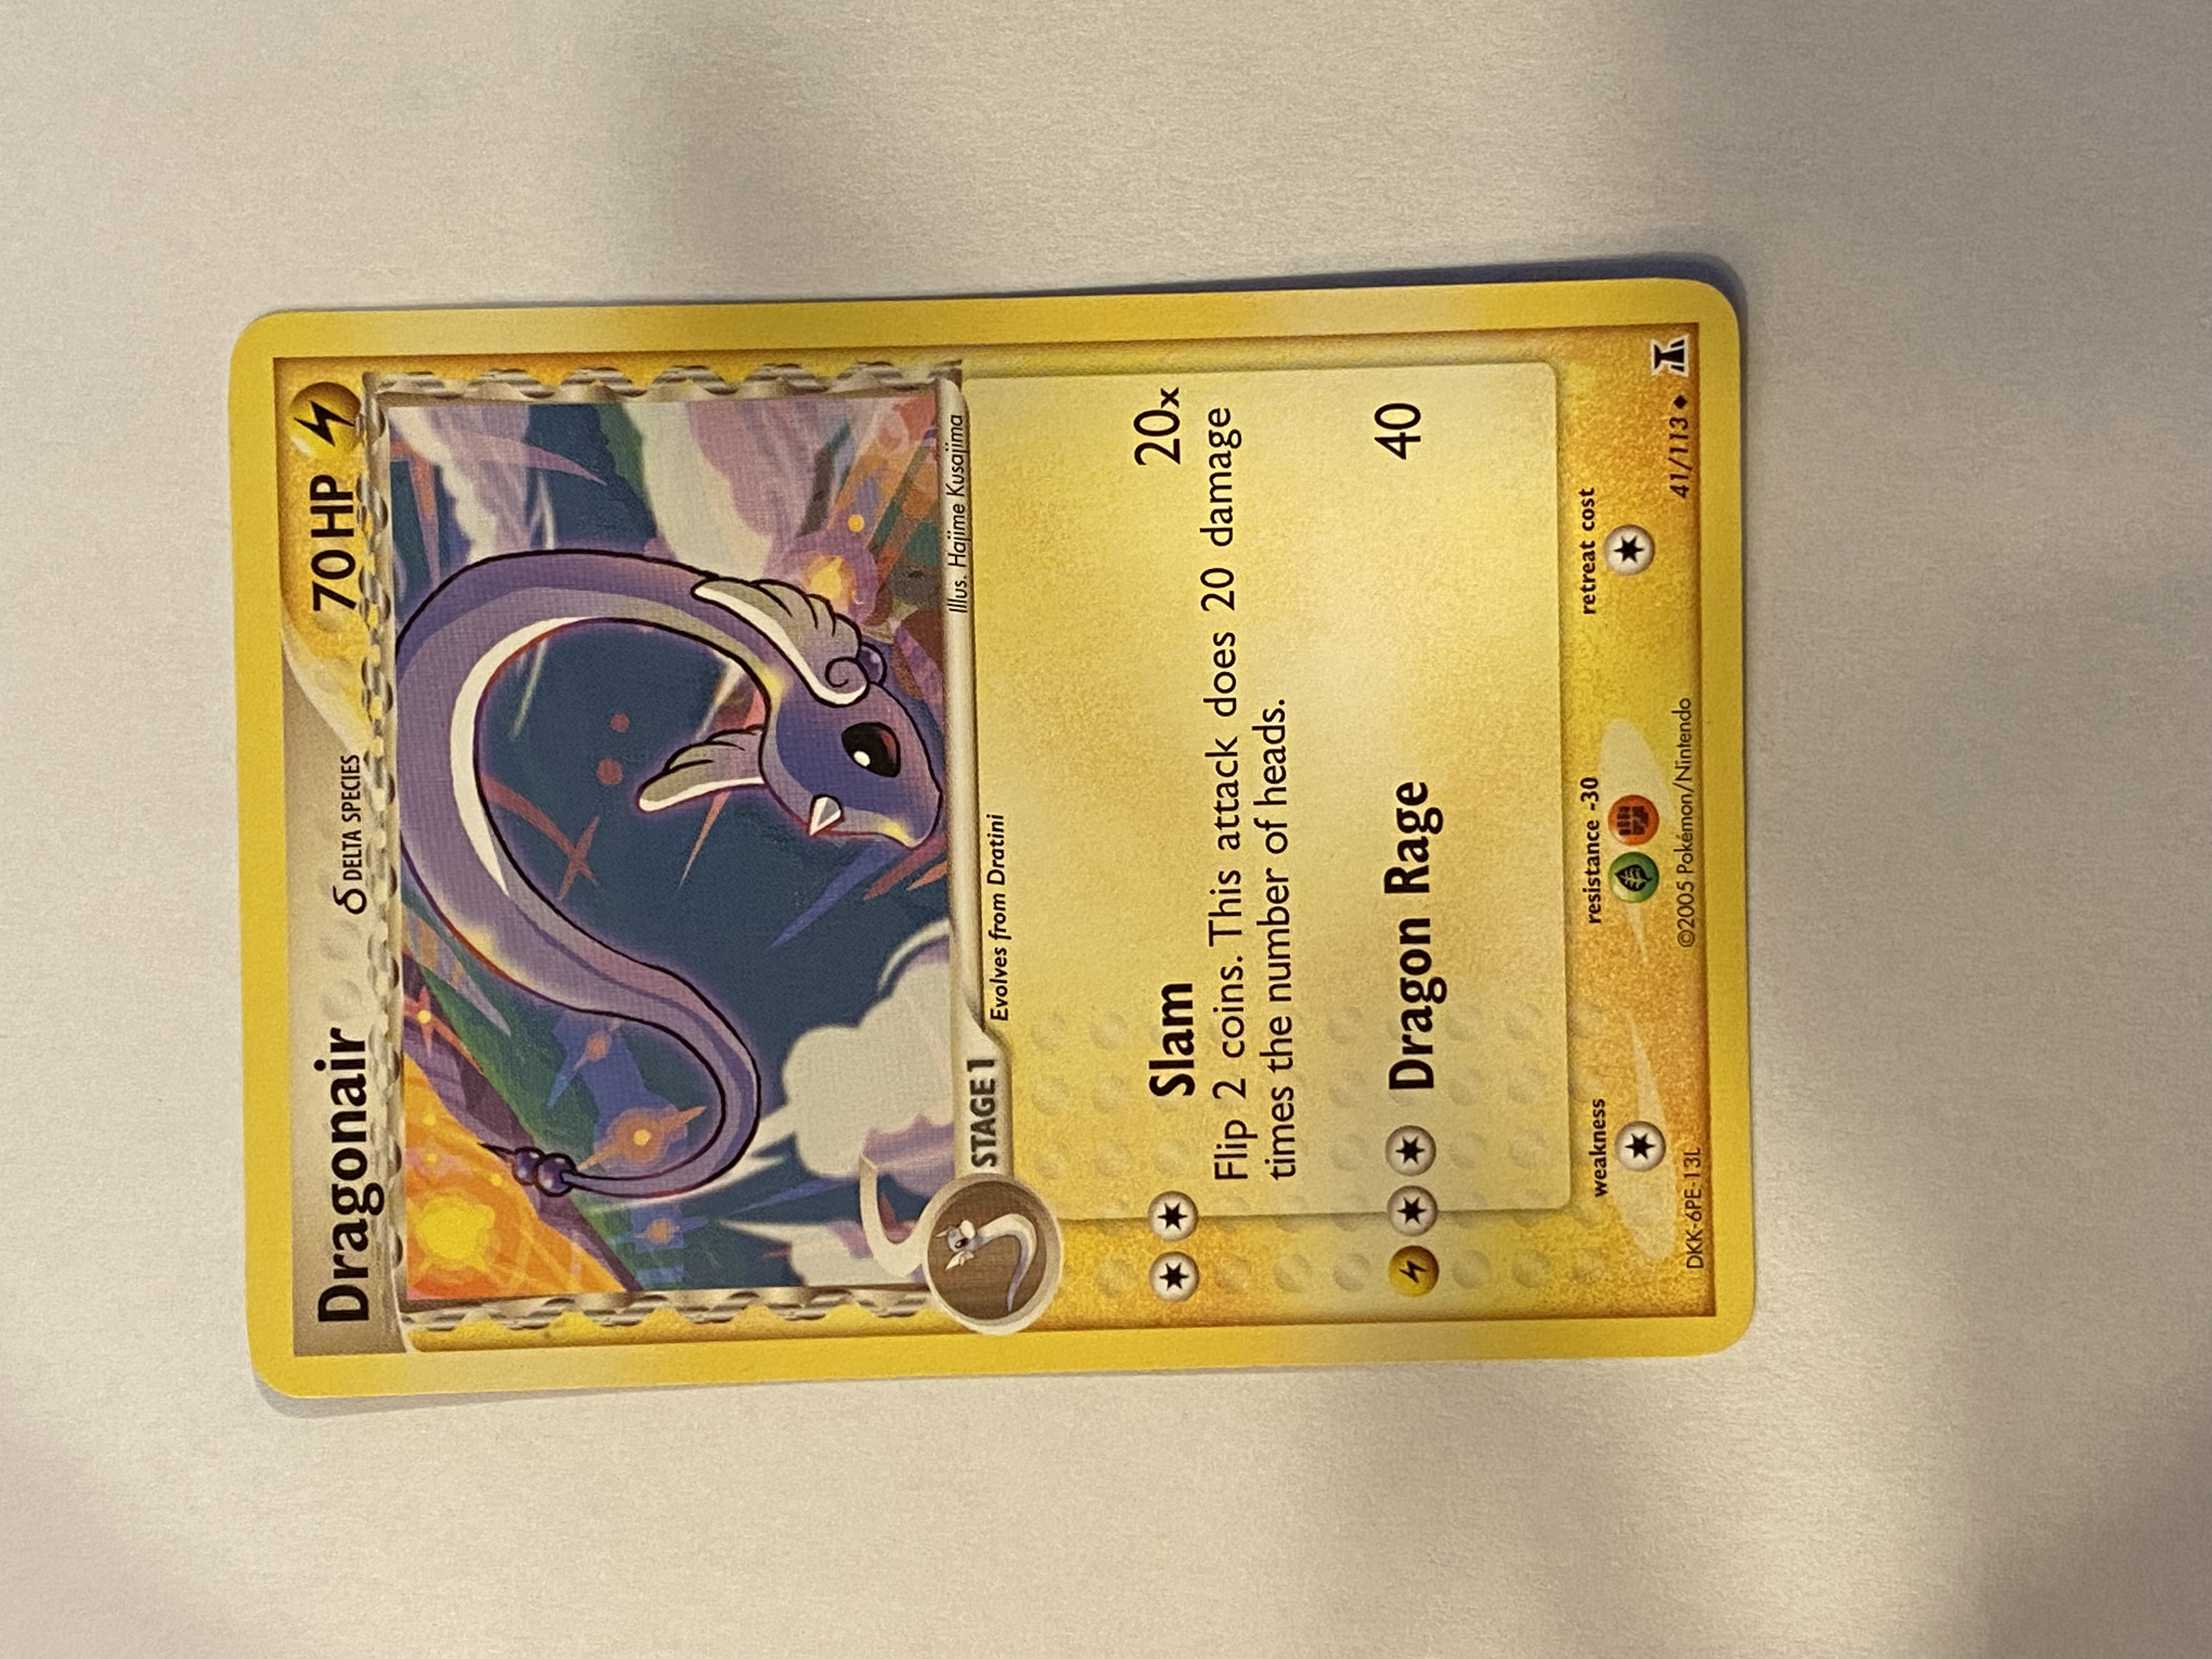 Dragonair δ DELTA SPECIES 70 HP
Illus. Hajime Kusajima
STAGE 1
Evolves from Dratini
Slam 20x
Flip 2 coins. This attack does 20 damage
times the number of heads.
Dragon Rage 40
weakness resistance -30 retreat cost
DKK-6PE-13L ©2005 Pokémon/Nintendo 41/113